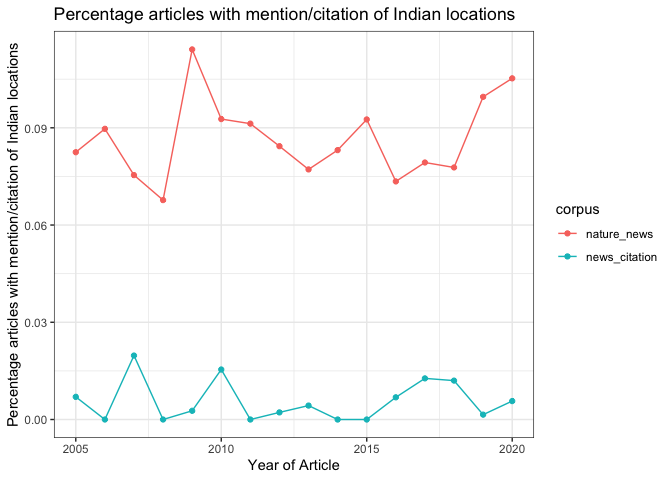 Percentage articles with mention/citation of Indian locations
Percentage articles with mention/citation of Indian locations
0.09
0.06
0.03
0.00
2005
2010
2015
2020
Year of Article
corpus
nature_news
news_citation